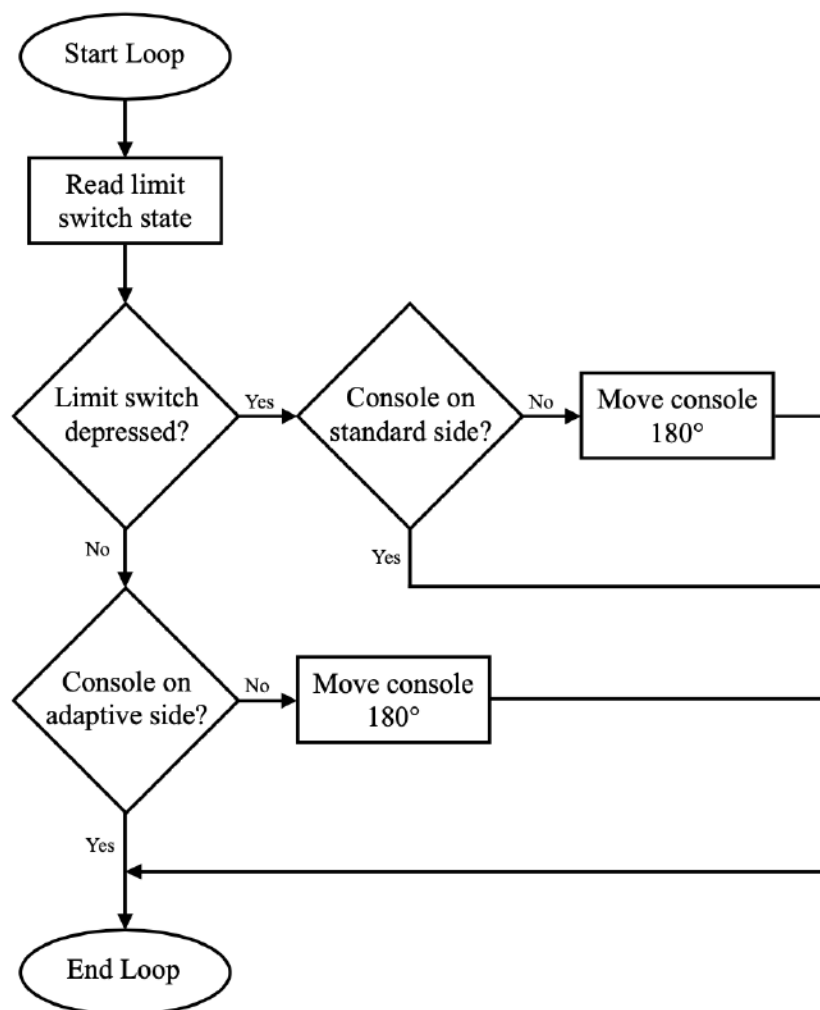 Start Loop
Read limit
switch state
Limit switch
depressed?
Yes
Console on
standard side?
No
Move console
180°
No
Yes
Console on
adaptive side?
No
Move console
180°
Yes
End Loop